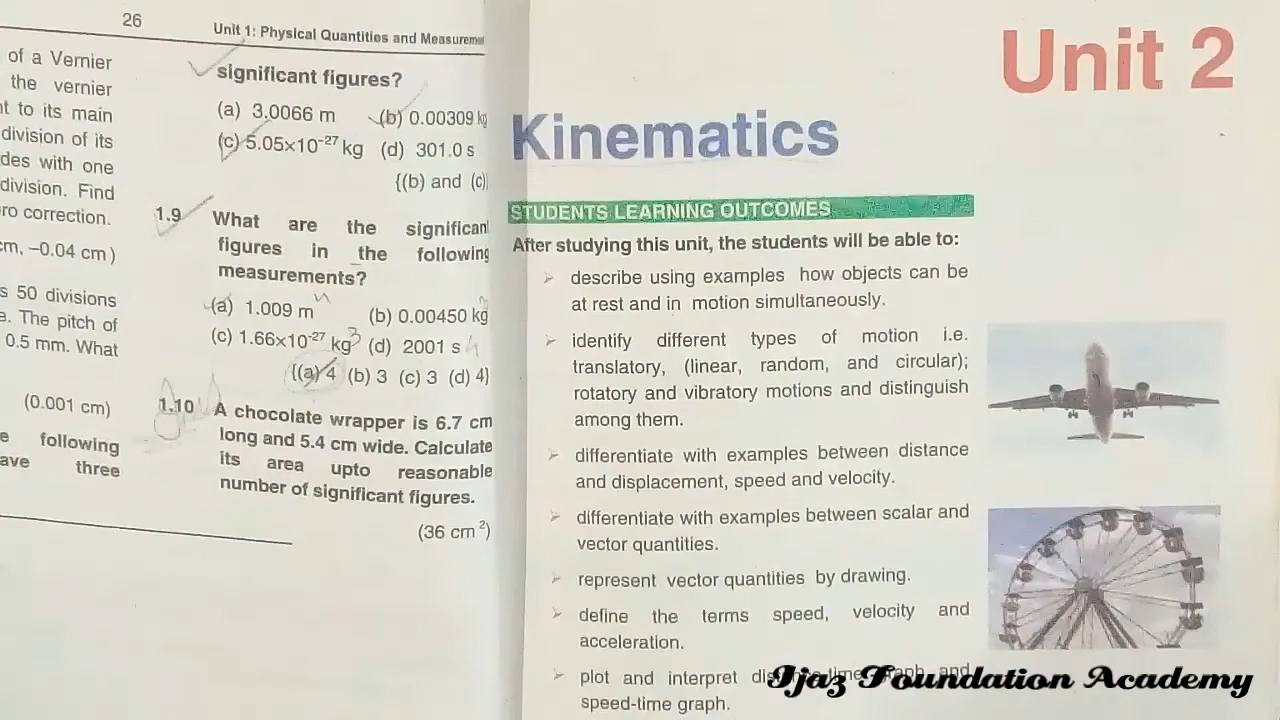 26
Unit 1: Physical Quantities and Measurem
of a Vernier
the vernier
nt to its main
division of its
des with one
division. Find
ro correction.
cm, –0.04 cm)
s 50 divisions
e. The pitch of
0.5 mm. What
(0.001 cm)
e following
ave three
significant figures?
(a) 3.0066 m (b) 0.00309 kg
(c) 5.05×10⁻²⁷ kg (d) 301.0 s
{(b) and (c)
1.9 What are the significan
figures in the following
measurements?
(a) 1.009 m (b) 0.00450 kg
(c) 1.66×10⁻²⁷ kg 3 (d) 2001 s 4
{(a) 4 (b) 3 (c) 3 (d) 4}
1.10 A chocolate wrapper is 6.7 cm
long and 5.4 cm wide. Calculate
its area upto reasonable
number of significant figures.
(36 cm²)
Unit 2
Kinematics
STUDENTS LEARNING OUTCOMES
After studying this unit, the students will be able to:
➢ describe using examples how objects can be
at rest and in motion simultaneously.
➢ identify different types of motion i.e.
translatory, (linear, random, and circular);
rotatory and vibratory motions and distinguish
among them.
➢ differentiate with examples between distance
and displacement, speed and velocity.
➢ differentiate with examples between scalar and
vector quantities.
➢ represent vector quantities by drawing.
➢ define the terms speed, velocity and
acceleration.
➢ plot and interpret distance-time graph and
speed-time graph.
Ijaz Foundation Academy